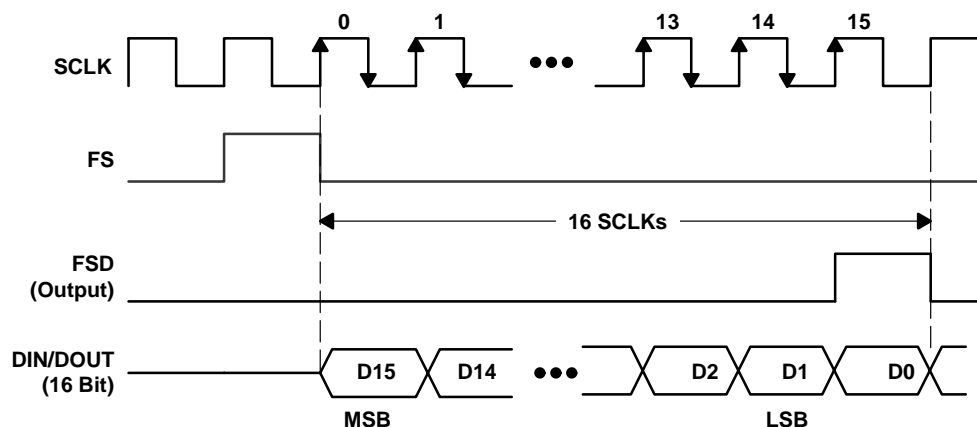 0 1 13 14 15
SCLK
FS
16 SCLKs
FSD
(Output)
DIN/DOUT
(16 Bit)
D15 D14 D2 D1 D0
MSB LSB